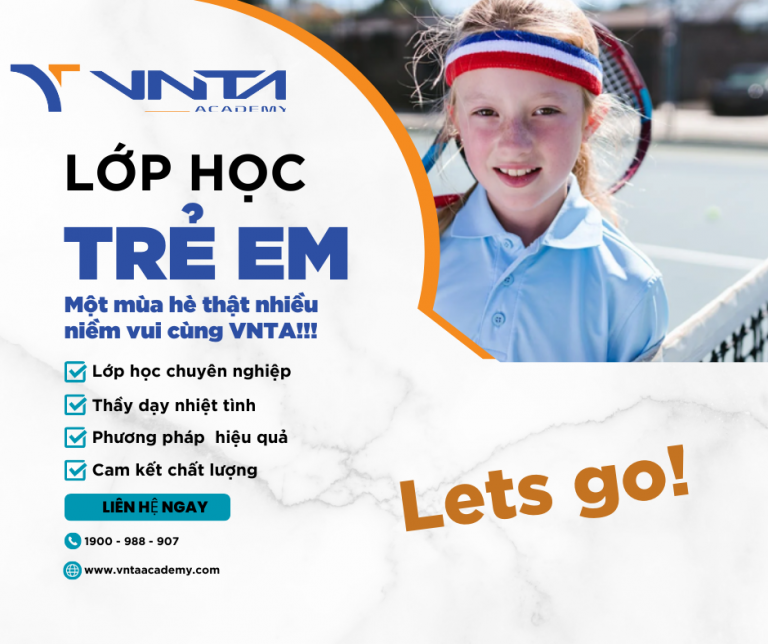 VNTA
ACADEMY
LỚP HỌC
TRẺ EM
Một mùa hè thật nhiều
niềm vui cùng VNTA!!!
Lớp học chuyên nghiệp
Thầy dạy nhiệt tình
Phương pháp hiệu quả
Cam kết chất lượng
LIÊN HỆ NGAY
1900 - 988 - 907
www.vntaacademy.com
Lets go!